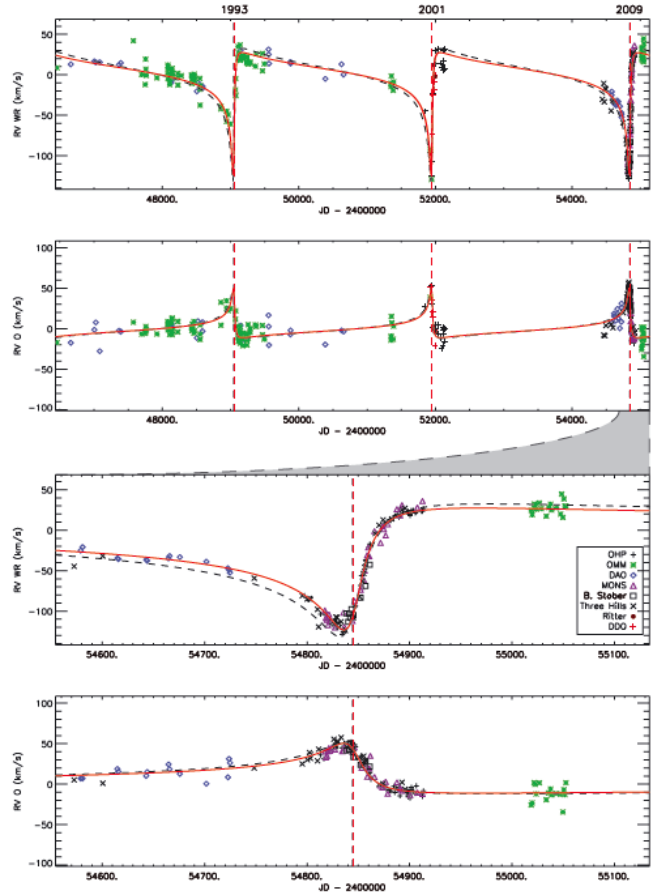 1993 2001 2009
50
0
−50
−100
RV WR (km/s)
48000. 50000. 52000. 54000.
JD − 2400000
100
50
0
−50
−100
RV O (km/s)
48000. 50000. 52000. 54000.
JD − 2400000
50
0
−50
−100
RV WR (km/s)
OHP
OMM
DAO
MONS
B. Stober
Three Hills
Ritter
DDO
54600. 54700. 54800. 54900. 55000. 55100.
JD − 2400000
100
50
0
−50
−100
RV O (km/s)
54600. 54700. 54800. 54900. 55000. 55100.
JD − 2400000